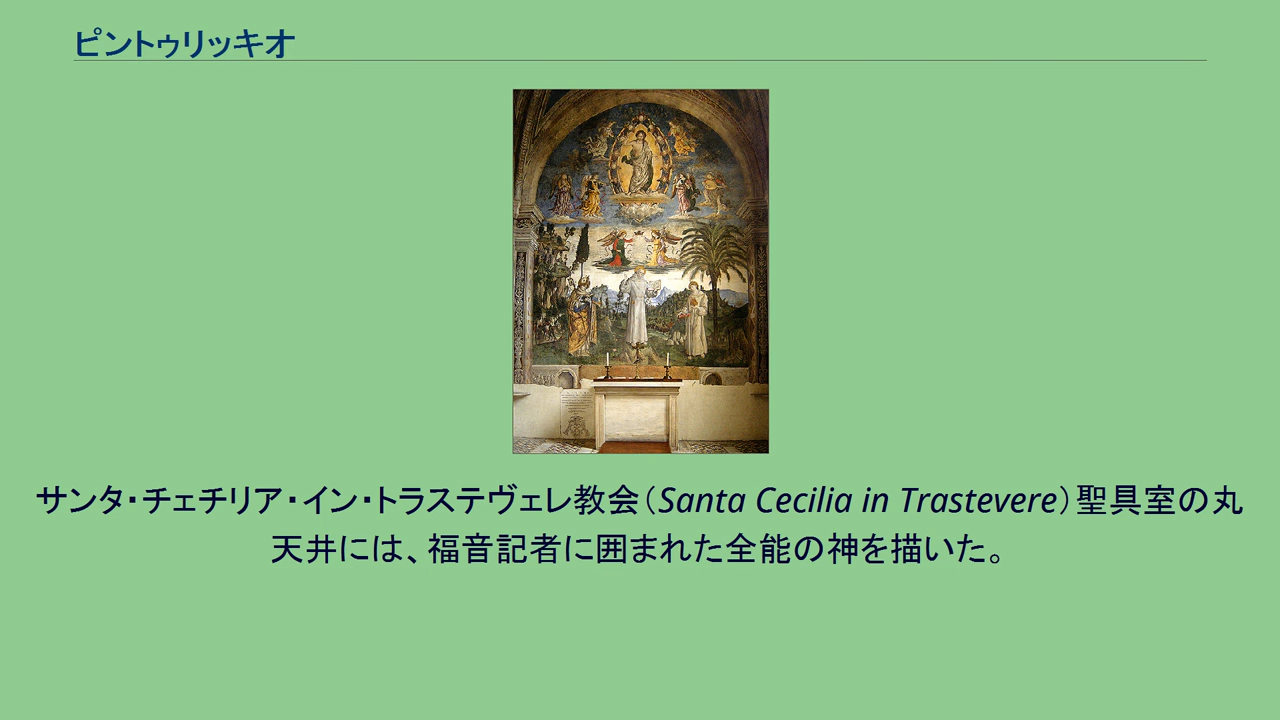 ピントゥリッキオ
サンタ・チェチリア・イン・トラステヴェレ教会（Santa Cecilia in Trastevere）聖具室の丸
天井には、福音記者に囲まれた全能の神を描いた。